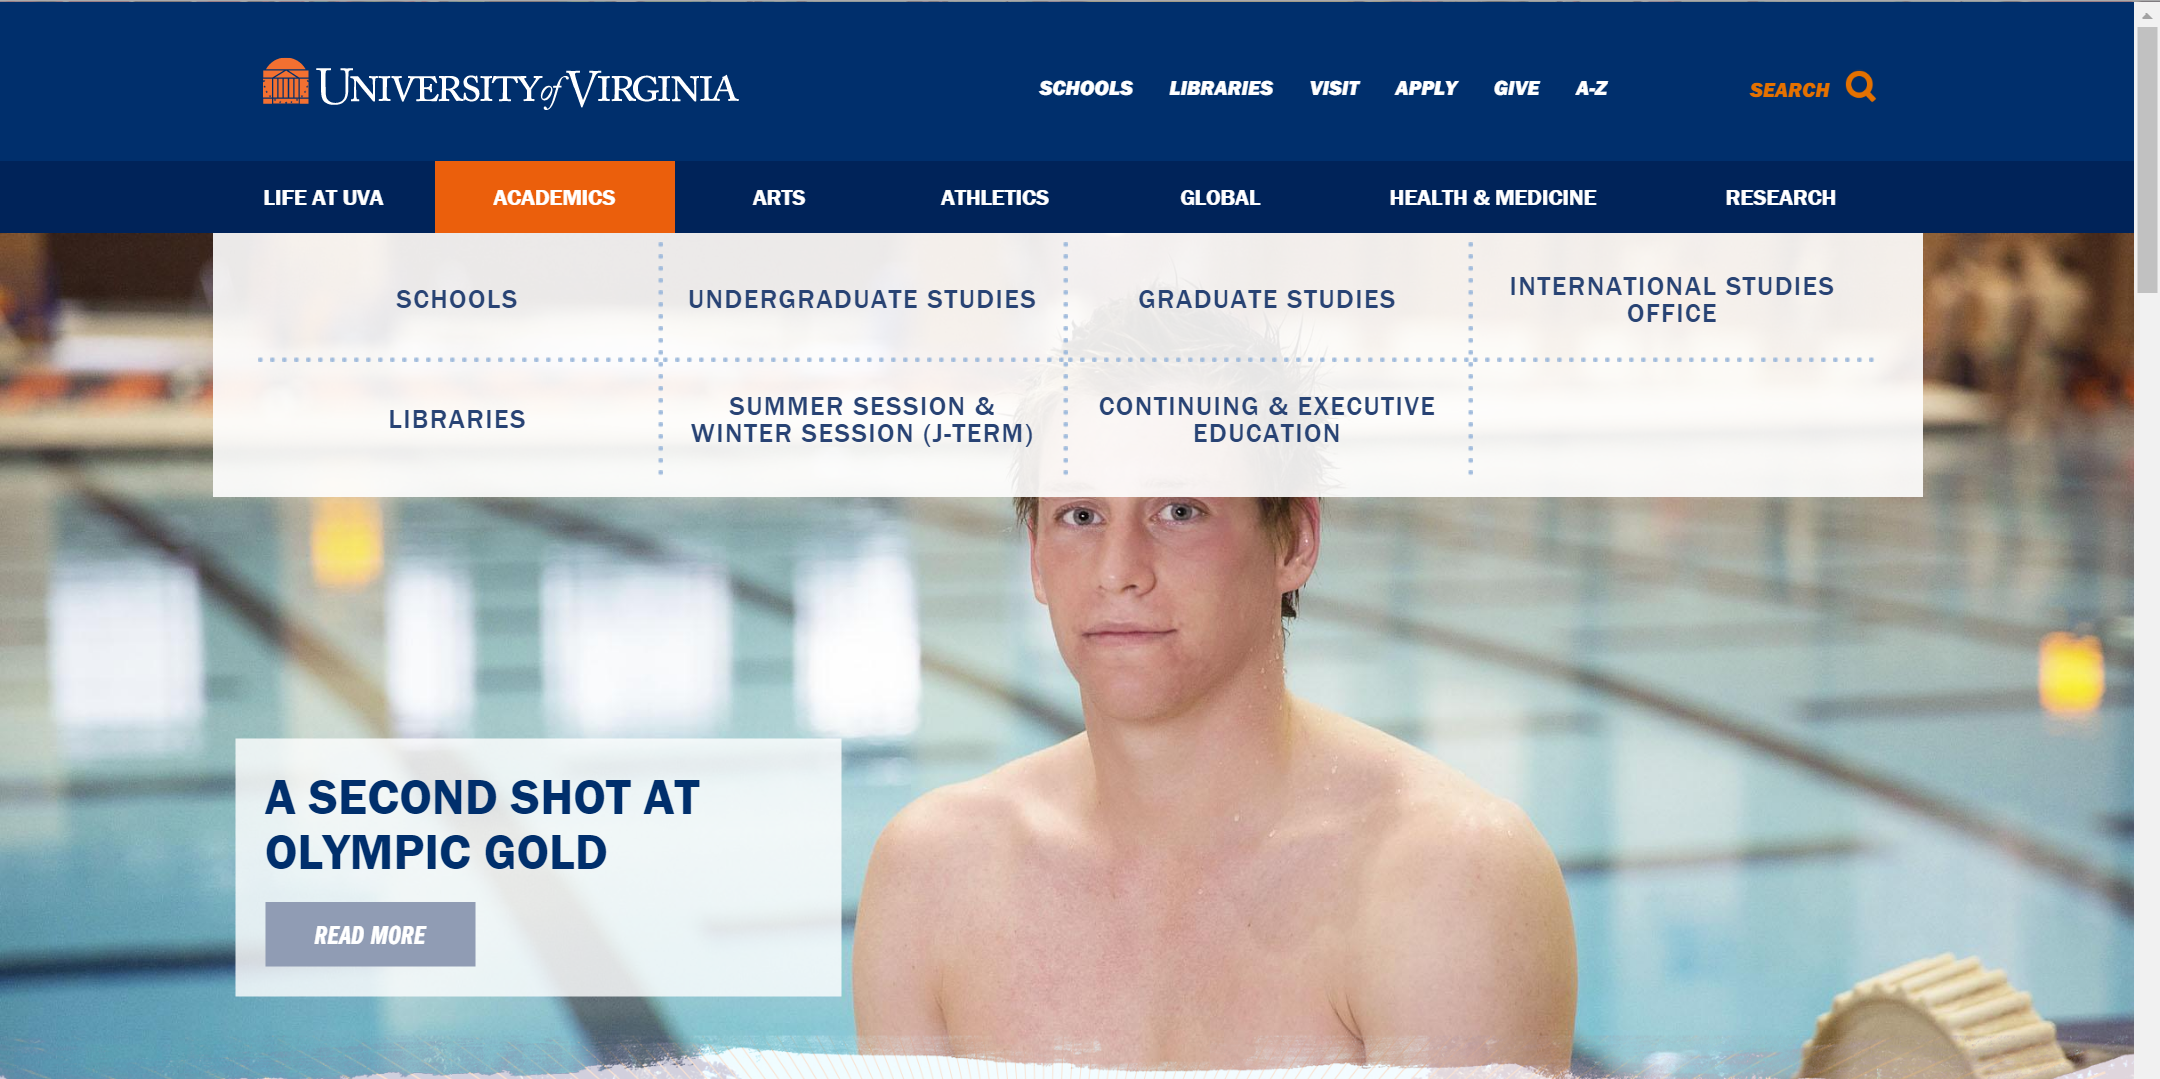 UNIVERSITY of VIRGINIA
SCHOOLS LIBRARIES VISIT APPLY GIVE A-Z
SEARCH
LIFE AT UVA ACADEMICS ARTS ATHLETICS GLOBAL HEALTH & MEDICINE RESEARCH
SCHOOLS
UNDERGRADUATE STUDIES
GRADUATE STUDIES
INTERNATIONAL STUDIES
OFFICE
LIBRARIES
SUMMER SESSION &
WINTER SESSION (J-TERM)
CONTINUING & EXECUTIVE
EDUCATION
A SECOND SHOT AT
OLYMPIC GOLD
READ MORE